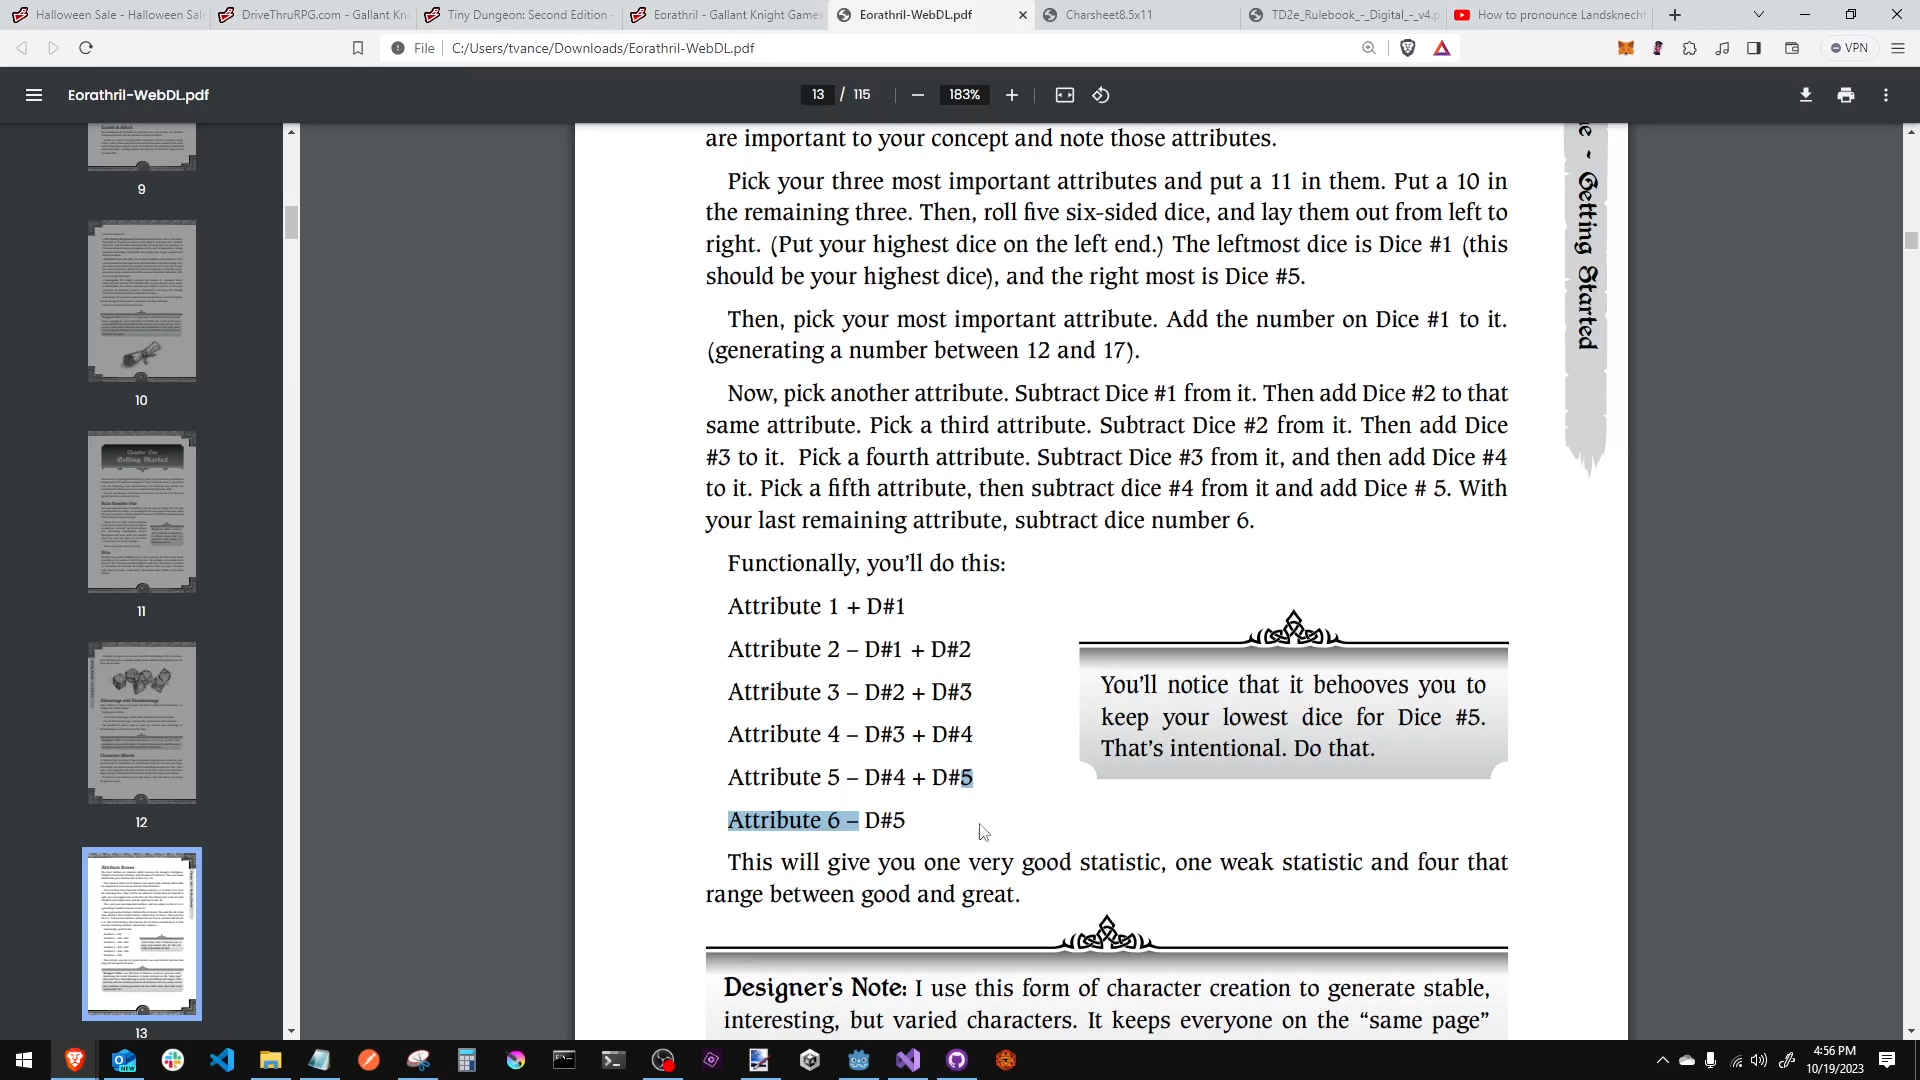 Halloween Sale - Halloween Sal
DriveThruRPG.com - Gallant Kni
Tiny Dungeon: Second Edition -
Eorathril - Gallant Knight Games
Eorathril-WebDL.pdf
Charsheet8.5x11
TD2e_Rulebook_-_Digital_-_v4.p
How to pronounce Landsknecht
File C:/Users/tvance/Downloads/Eorathril-WebDL.pdf
VPN
Eorathril-WebDL.pdf
13 / 115
183%
9
10
11
12
13
Chapter One
Getting Started
Attribute Scores
are important to your concept and note those attributes.
Pick your three most important attributes and put a 11 in them. Put a 10 in
the remaining three. Then, roll five six-sided dice, and lay them out from left to
right. (Put your highest dice on the left end.) The leftmost dice is Dice #1 (this
should be your highest dice), and the right most is Dice #5.
Then, pick your most important attribute. Add the number on Dice #1 to it.
(generating a number between 12 and 17).
Now, pick another attribute. Subtract Dice #1 from it. Then add Dice #2 to that
same attribute. Pick a third attribute. Subtract Dice #2 from it. Then add Dice
#3 to it. Pick a fourth attribute. Subtract Dice #3 from it, and then add Dice #4
to it. Pick a fifth attribute, then subtract dice #4 from it and add Dice # 5. With
your last remaining attribute, subtract dice number 6.
Functionally, you'll do this:
Attribute 1 + D#1
Attribute 2 – D#1 + D#2
Attribute 3 – D#2 + D#3
Attribute 4 – D#3 + D#4
Attribute 5 – D#4 + D#5
Attribute 6 – D#5
You'll notice that it behooves you to
keep your lowest dice for Dice #5.
That's intentional. Do that.
This will give you one very good statistic, one weak statistic and four that
range between good and great.
Designer's Note: I use this form of character creation to generate stable,
interesting, but varied characters. It keeps everyone on the “same page”
ne - Getting Started
NEW
4:56 PM
10/19/2023